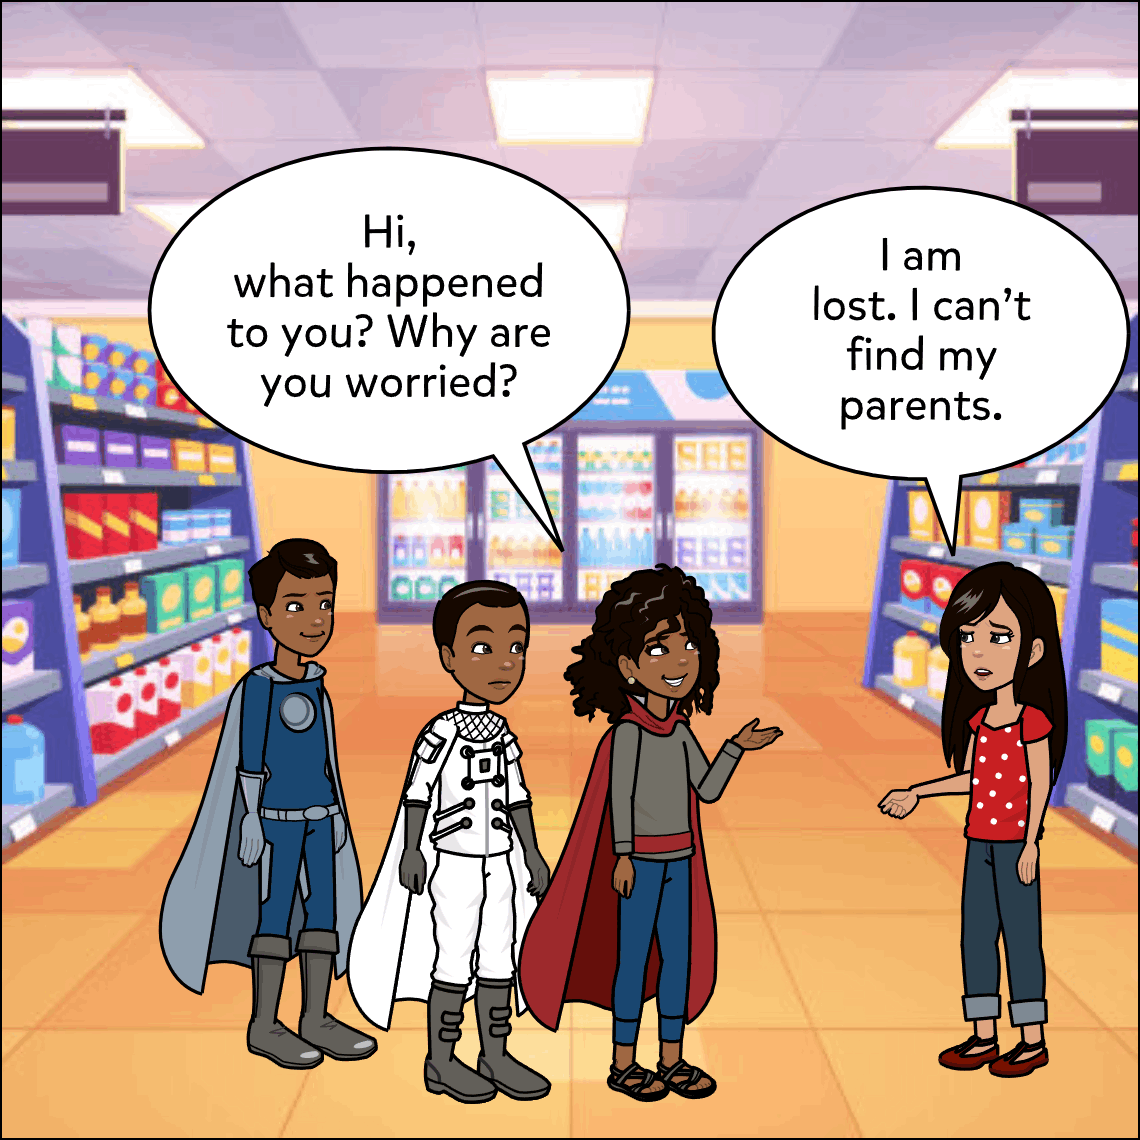 Hi,
what happened
to you? Why are
you worried?
I am
lost. I can’t
find my
parents.